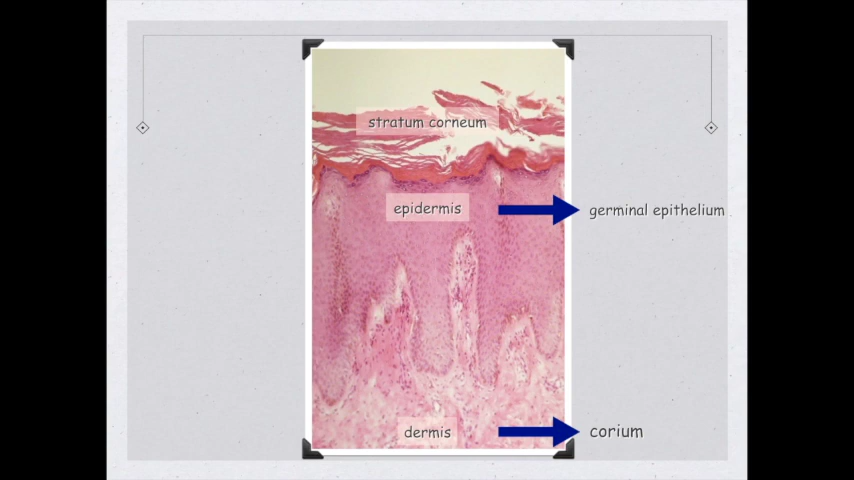 stratum corneum
epidermis
germinal epithelium
dermis
corium